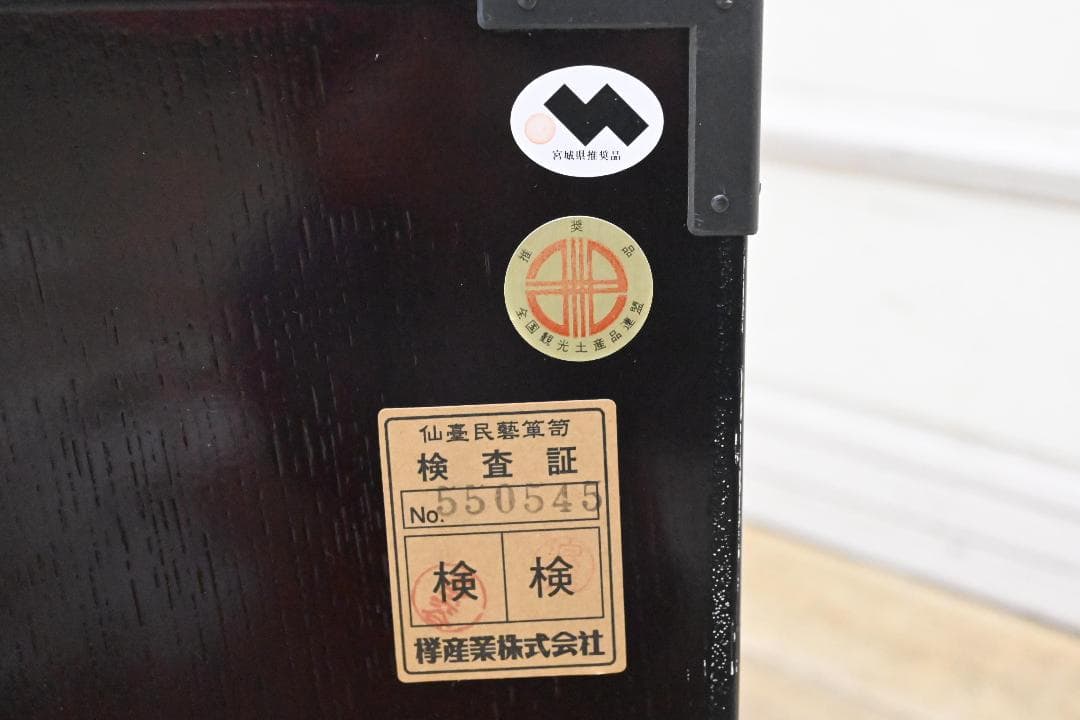 宮城県推奨品
推奨品
全国観光土産品連盟
仙臺民藝箪笥
検査証
No. 550545
検 検
欅産業株式会社